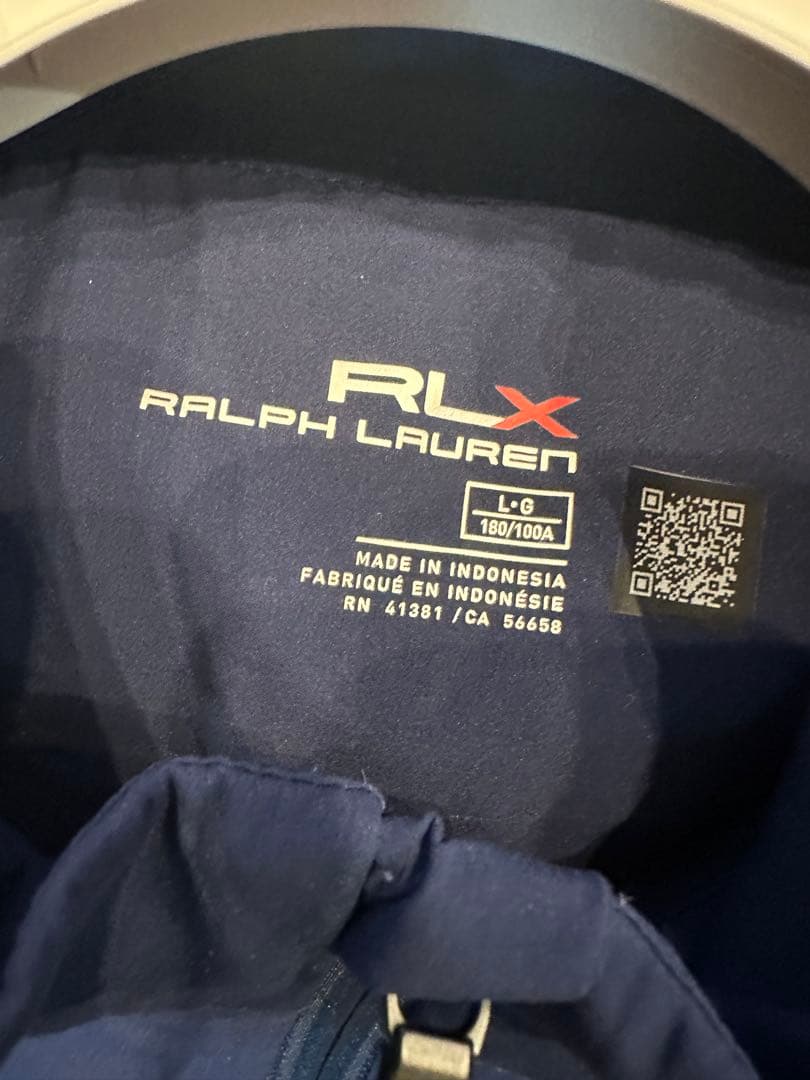 RLX
RALPH LAUREN
L•G
180/100A
MADE IN INDONESIA
FABRIQUÉ EN INDONÉSIE
RN 41381 /CA 56658